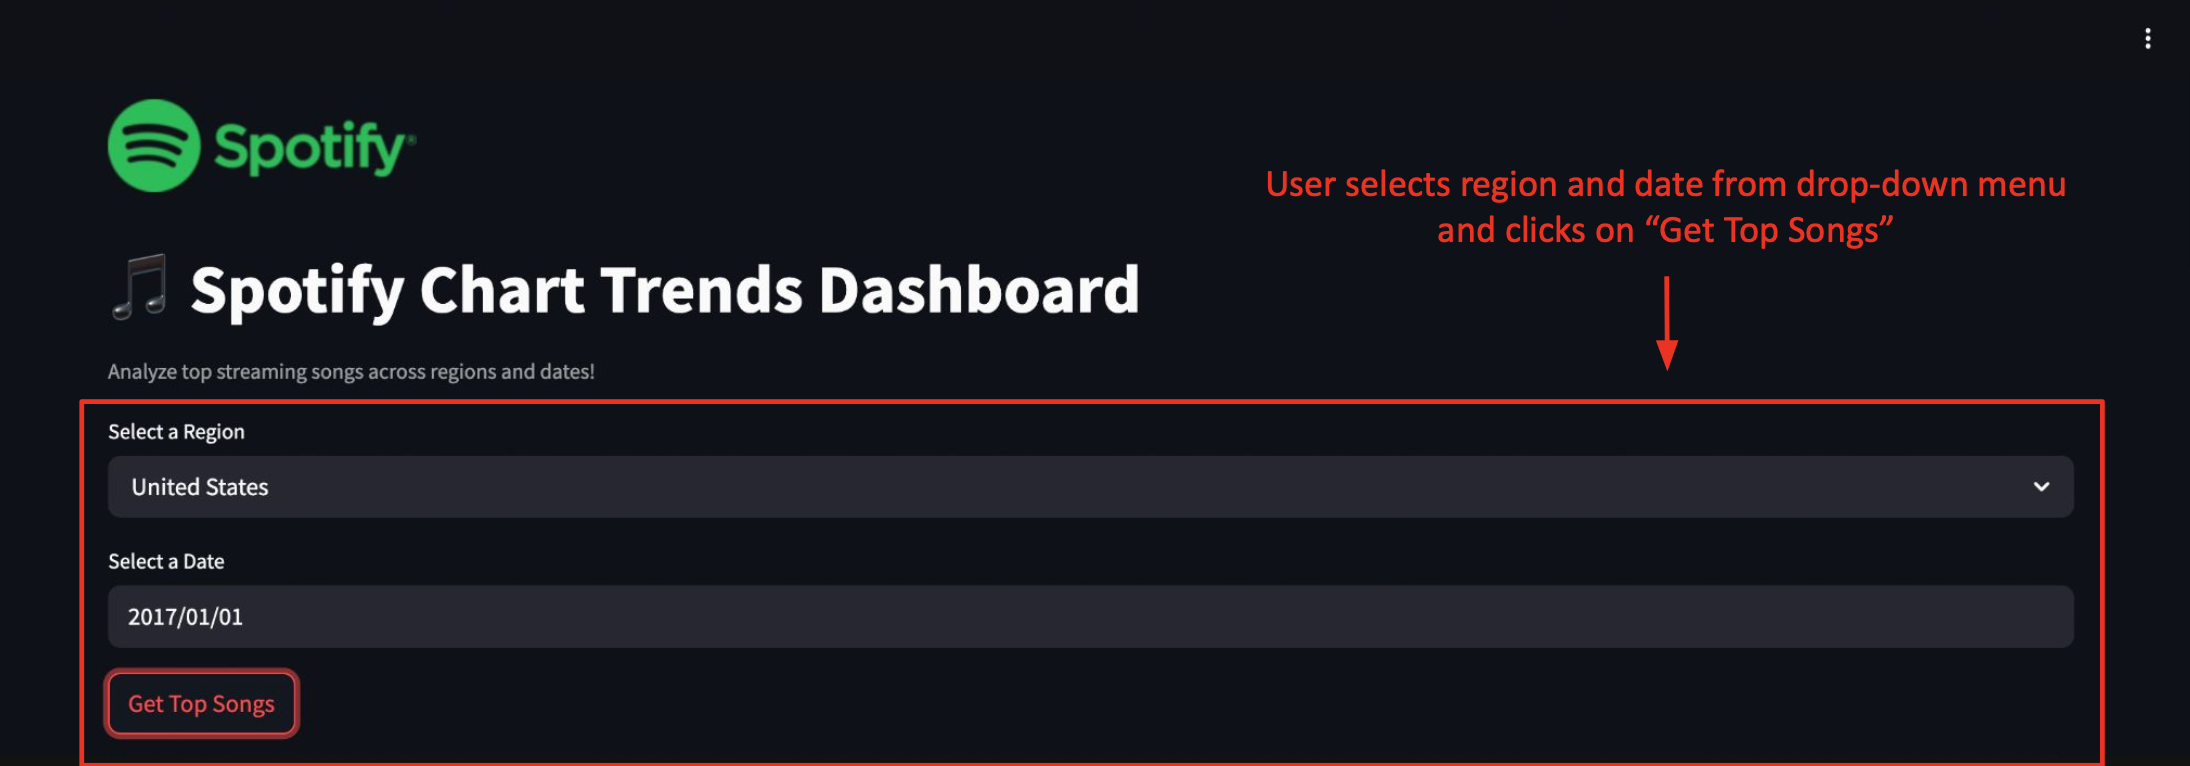 Spotify®
User selects region and date from drop-down menu
and clicks on “Get Top Songs”
Spotify Chart Trends Dashboard
Analyze top streaming songs across regions and dates!
Select a Region
United States
Select a Date
2017/01/01
Get Top Songs